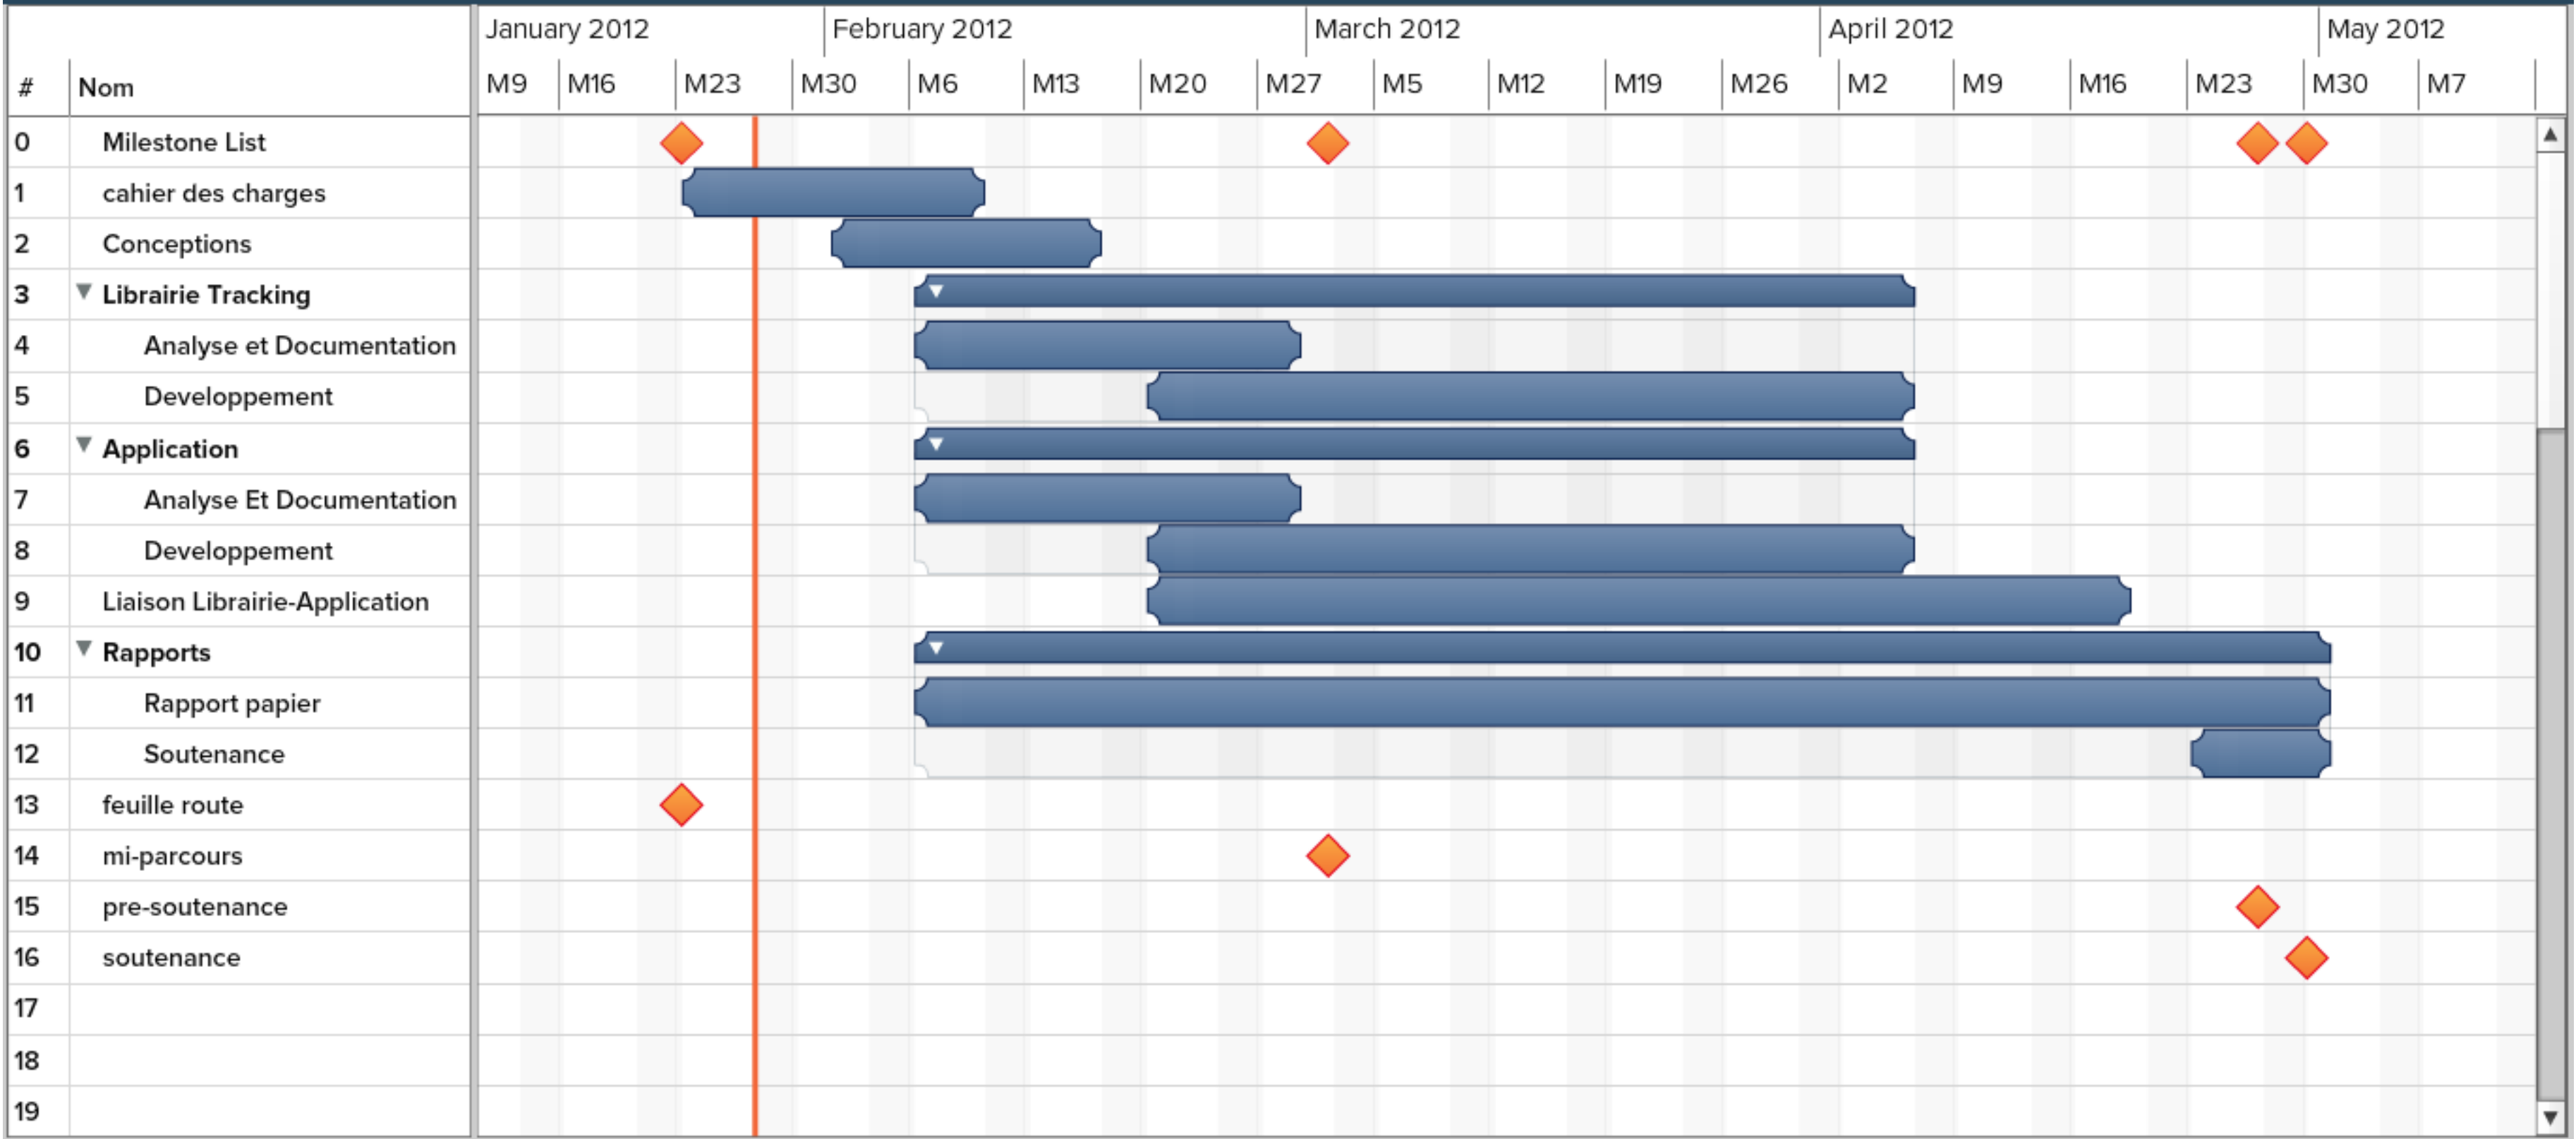 January 2012 February 2012 March 2012 April 2012 May 2012
# Nom M9 M16 M23 M30 M6 M13 M20 M27 M5 M12 M19 M26 M2 M9 M16 M23 M30 M7
0 Milestone List
1 cahier des charges
2 Conceptions
3 Librairie Tracking
4 Analyse et Documentation
5 Developpement
6 Application
7 Analyse Et Documentation
8 Developpement
9 Liaison Librairie-Application
10 Rapports
11 Rapport papier
12 Soutenance
13 feuille route
14 mi-parcours
15 pre-soutenance
16 soutenance
17
18
19